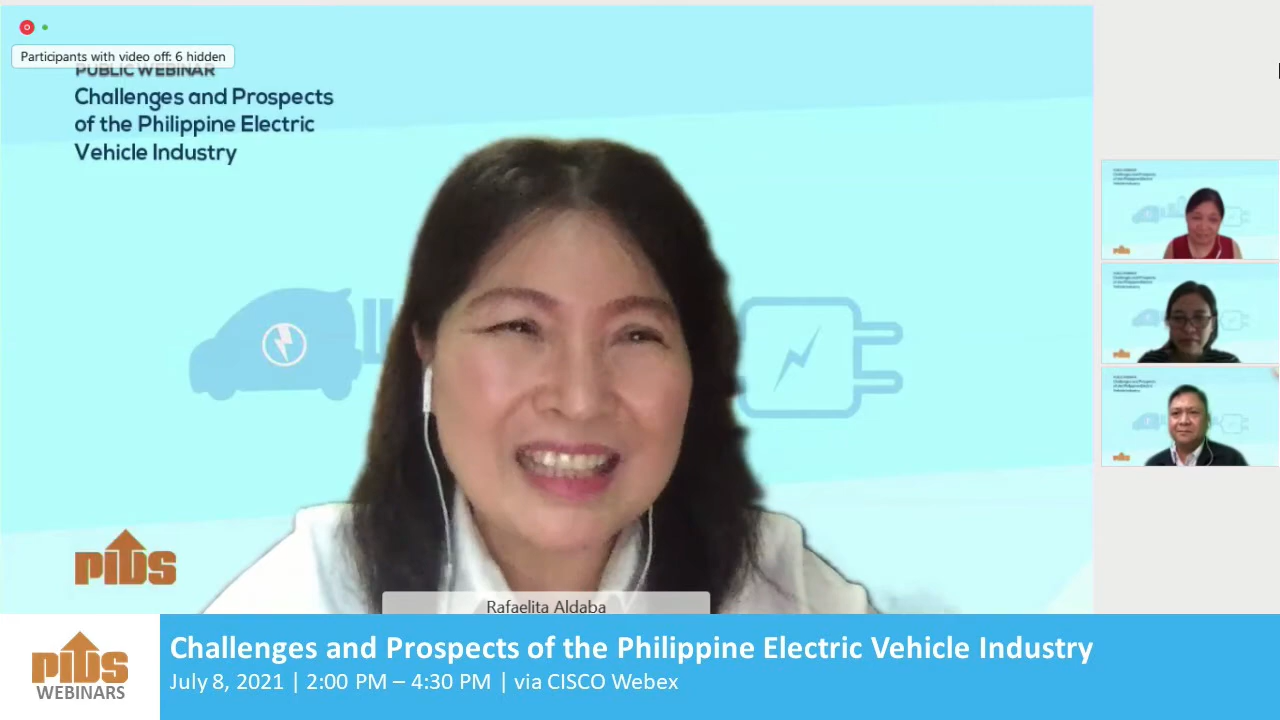 Participants with video off: 6 hidden
PUBLIC WEBINAR
Challenges and Prospects
of the Philippine Electric
Vehicle Industry
PIDS
Rafaelita Aldaba
PIDS
WEBINARS
Challenges and Prospects of the Philippine Electric Vehicle Industry
July 8, 2021 | 2:00 PM – 4:30 PM | via CISCO Webex